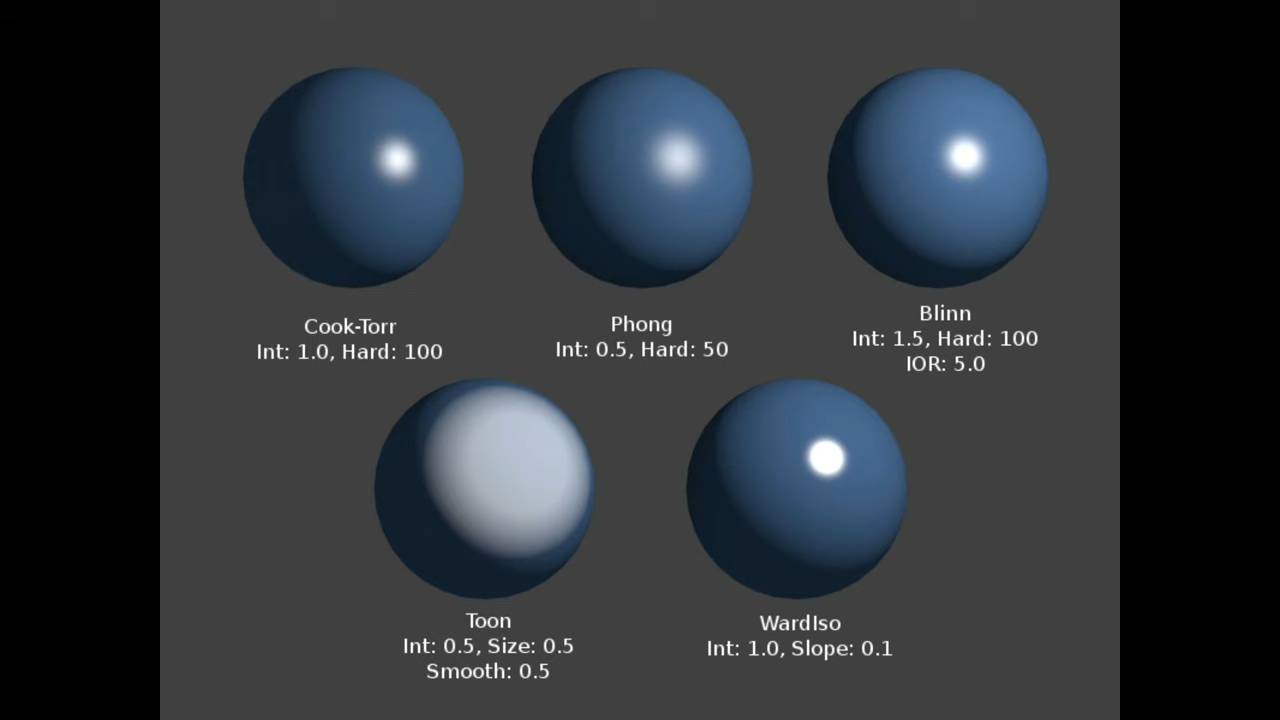 Cook-Torr
Int: 1.0, Hard: 100
Phong
Int: 0.5, Hard: 50
Blinn
Int: 1.5, Hard: 100
IOR: 5.0
Toon
Int: 0.5, Size: 0.5
Smooth: 0.5
WardIso
Int: 1.0, Slope: 0.1